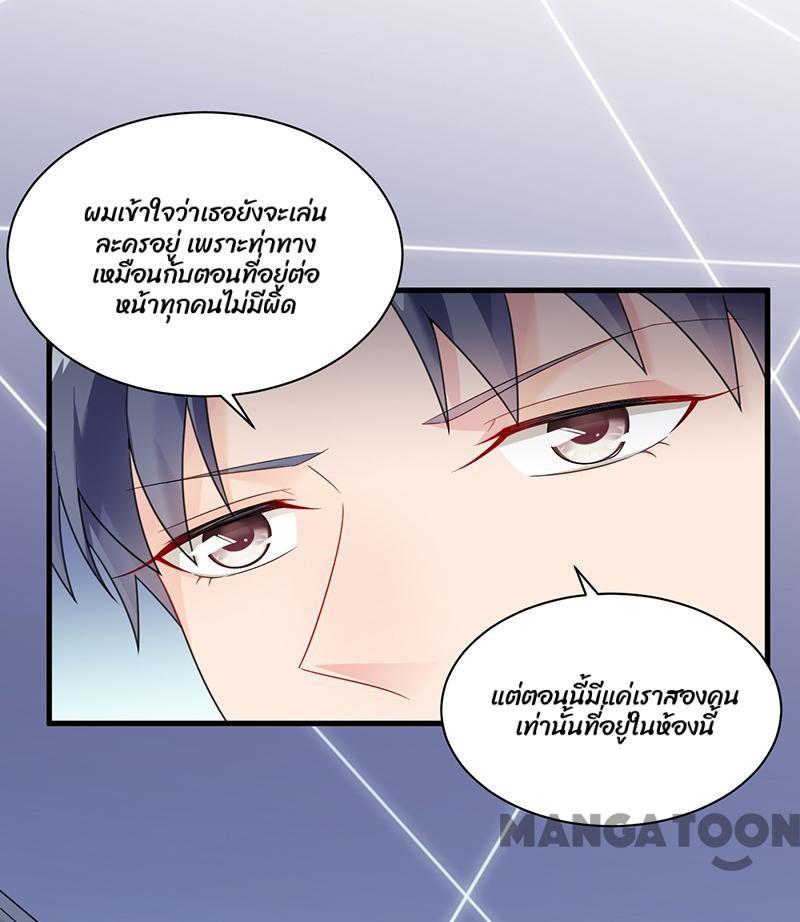 ผมเข้าใจว่าเธอยังจะเล่น
ละครอยู่ เพราะท่าทาง
เหมือนกับตอนที่อยู่ต่อ
หน้าทุกคนไม่มีผิด
แต่ตอนนี้มีแค่เราสองคน
เท่านั้นที่อยู่ในห้องนี้
MANGATOON